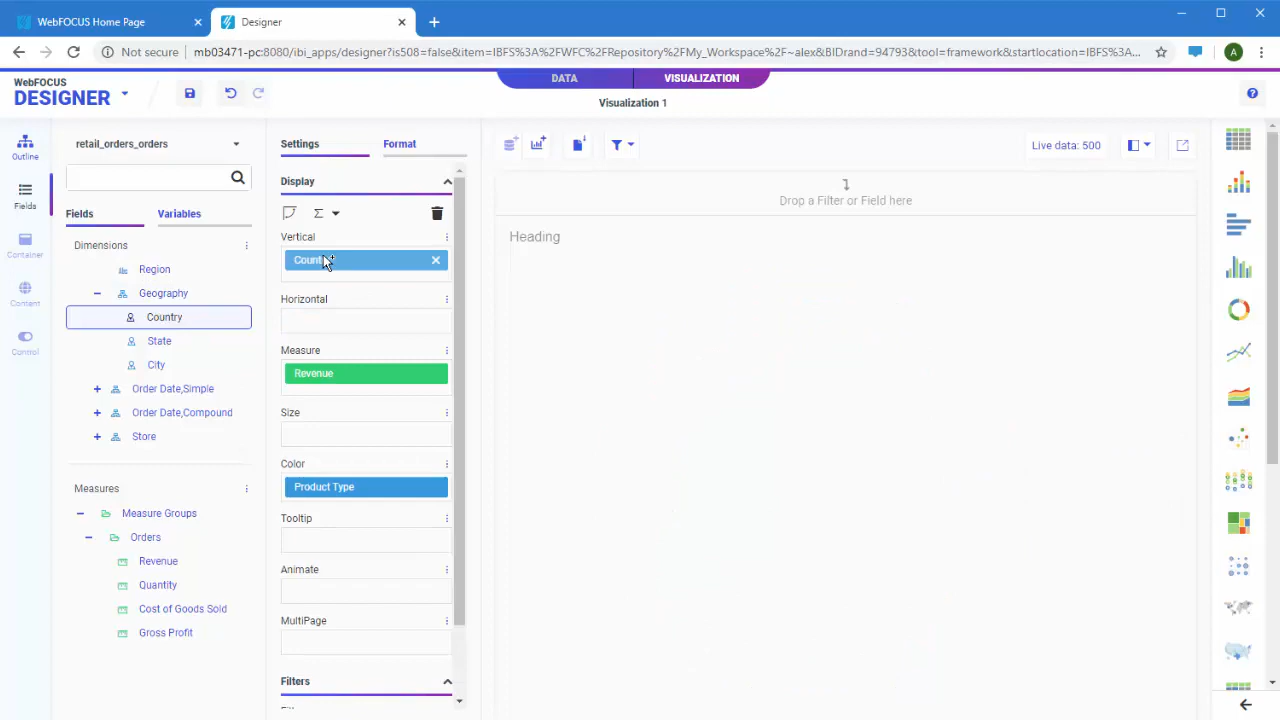 WebFOCUS Home Page
Designer
Not secure
mb03471-pc:8080/ibi_apps/designer?is508=false&item=IBFS%3A%2FWFC%2FRepository%2FMy_Workspace%2F~alex&BIDrand=94793&tool=framework&startlocation=IBFS%3A%...
A
WebFOCUS
DESIGNER
DATA
VISUALIZATION
Visualization 1
Outline
Fields
Container
Content
Control
retail_orders_orders
Fields
Variables
Dimensions
Region
Geography
Country
State
City
Order Date,Simple
Order Date,Compound
Store
Measures
Measure Groups
Orders
Revenue
Quantity
Cost of Goods Sold
Gross Profit
Settings
Format
Display
Vertical
Horizontal
Measure
Revenue
Size
Color
Product Type
Tooltip
Animate
MultiPage
Filters
Live data: 500
Drop a Filter or Field here
Heading